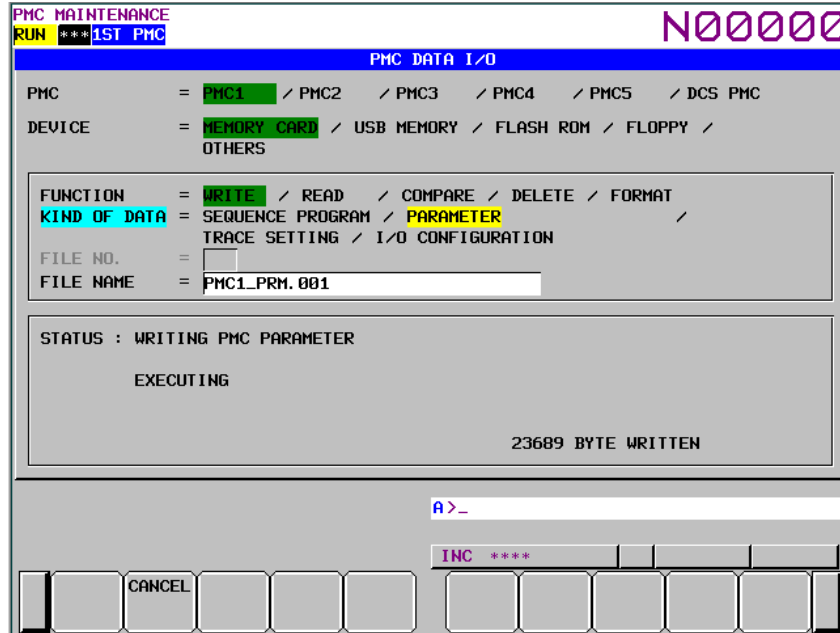 PMC MAINTENANCE
RUN ***1ST PMC
N00000
PMC DATA I/O
PMC = PMC1 / PMC2 / PMC3 / PMC4 / PMC5 / DCS PMC
DEVICE = MEMORY CARD / USB MEMORY / FLASH ROM / FLOPPY /
OTHERS
FUNCTION = WRITE / READ / COMPARE / DELETE / FORMAT
KIND OF DATA = SEQUENCE PROGRAM / PARAMETER /
TRACE SETTING / I/O CONFIGURATION
FILE NO. =
FILE NAME = PMC1_PRM.001
STATUS : WRITING PMC PARAMETER
EXECUTING
23689 BYTE WRITTEN
A>_
INC ****
CANCEL